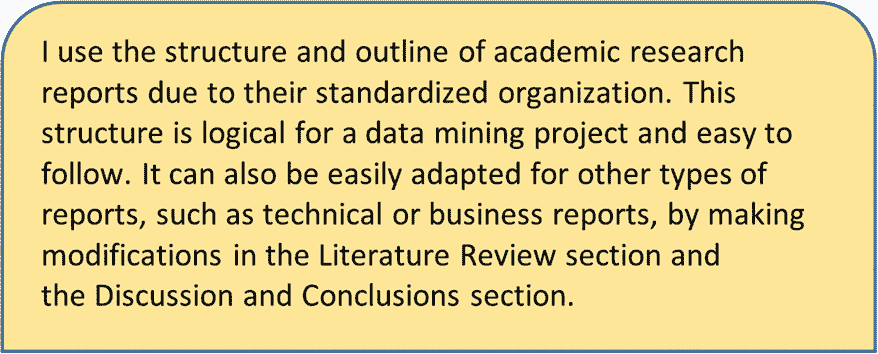 I use the structure and outline of academic research
reports due to their standardized organization. This
structure is logical for a data mining project and easy to
follow. It can also be easily adapted for other types of
reports, such as technical or business reports, by making
modifications in the Literature Review section and
the Discussion and Conclusions section.